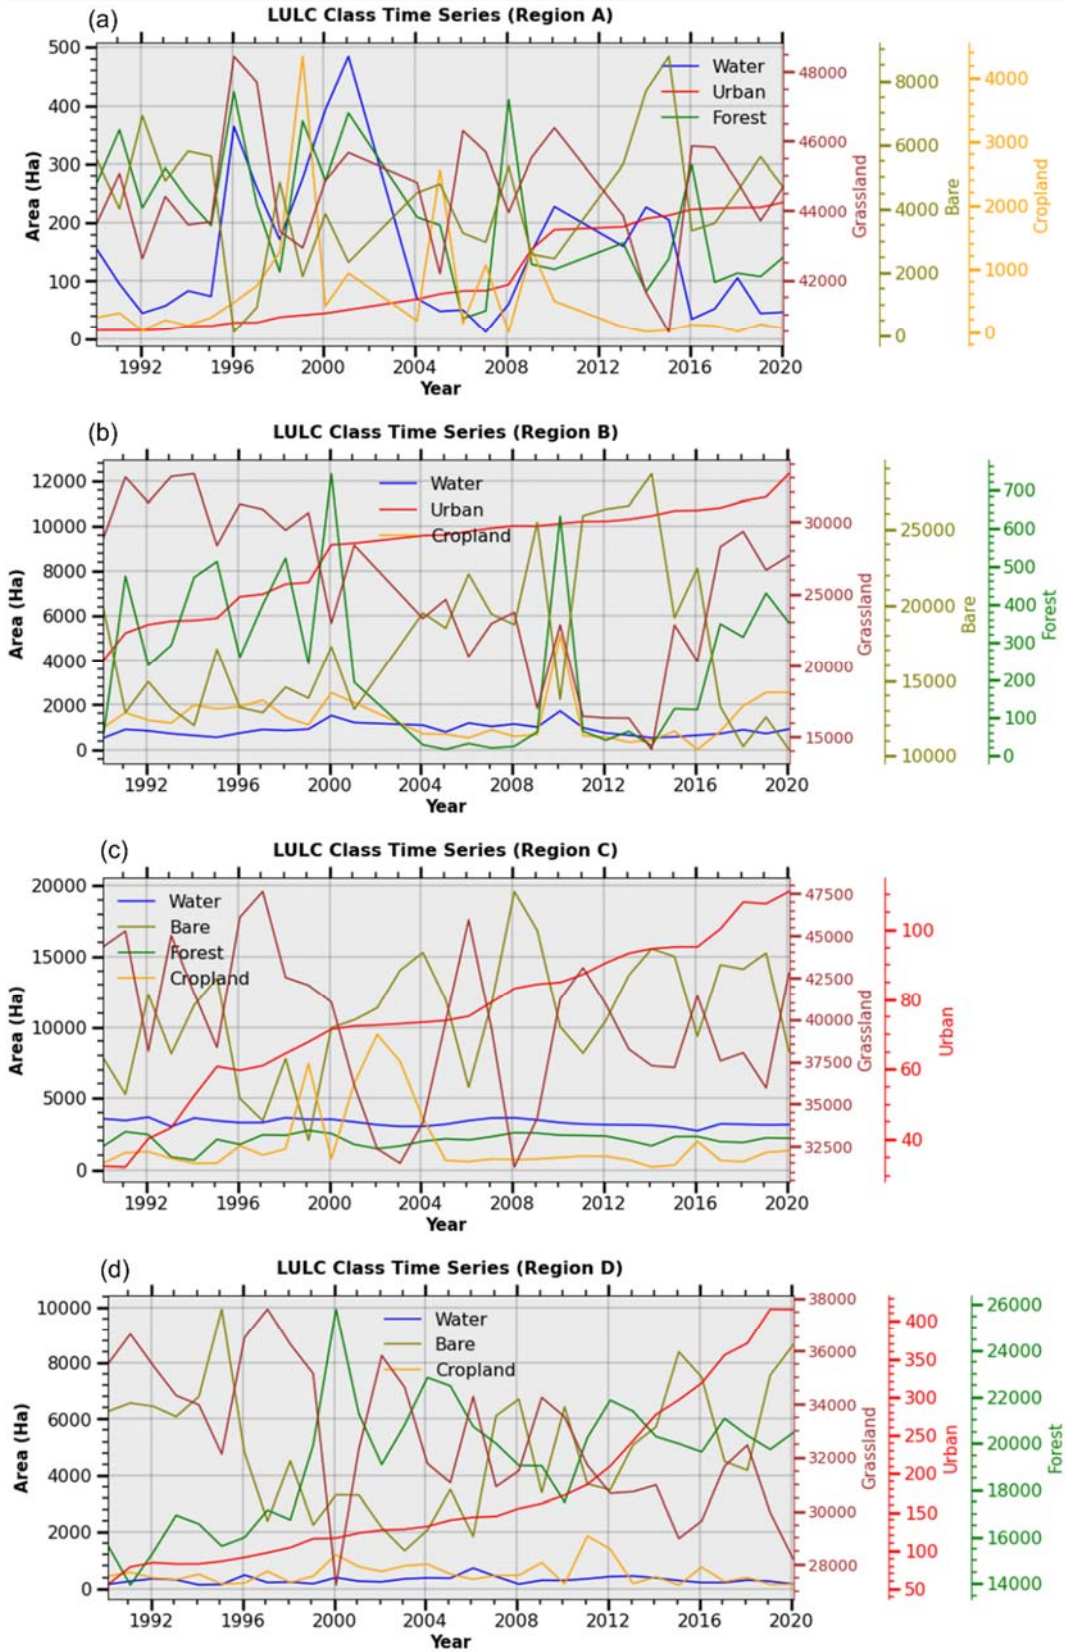 (a)
LULC Class Time Series (Region A)
500
400
300
200
100
0
Area (Ha)
Water
Urban
Forest
48000
46000
44000
42000
Grassland
8000
6000
4000
2000
0
Bare
4000
3000
2000
1000
0
Cropland
1992 1996 2000 2004 2008 2012 2016 2020
Year
(b)
LULC Class Time Series (Region B)
12000
10000
8000
6000
4000
2000
0
Area (Ha)
Water
Urban
Cropland
30000
25000
20000
15000
Grassland
25000
20000
15000
10000
Bare
700
600
500
400
300
200
100
0
Forest
1992 1996 2000 2004 2008 2012 2016 2020
Year
(c)
LULC Class Time Series (Region C)
20000
15000
10000
5000
0
Area (Ha)
Water
Bare
Forest
Cropland
47500
45000
42500
40000
37500
35000
32500
Grassland
100
80
60
40
Urban
1992 1996 2000 2004 2008 2012 2016 2020
Year
(d)
LULC Class Time Series (Region D)
10000
8000
6000
4000
2000
0
Area (Ha)
Water
Bare
Cropland
38000
36000
34000
32000
30000
28000
Grassland
400
350
300
250
200
150
100
50
Urban
26000
24000
22000
20000
18000
16000
14000
Forest
1992 1996 2000 2004 2008 2012 2016 2020
Year